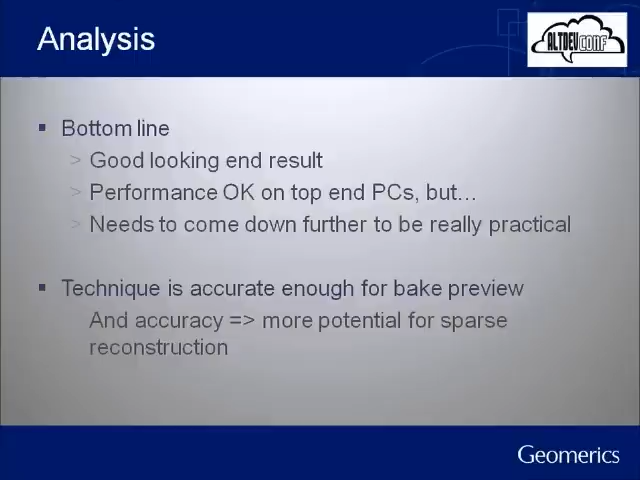 Analysis
ALTDEVCONF
Bottom line
> Good looking end result
> Performance OK on top end PCs, but...
> Needs to come down further to be really practical
Technique is accurate enough for bake preview
And accuracy => more potential for sparse
reconstruction
Geomerics